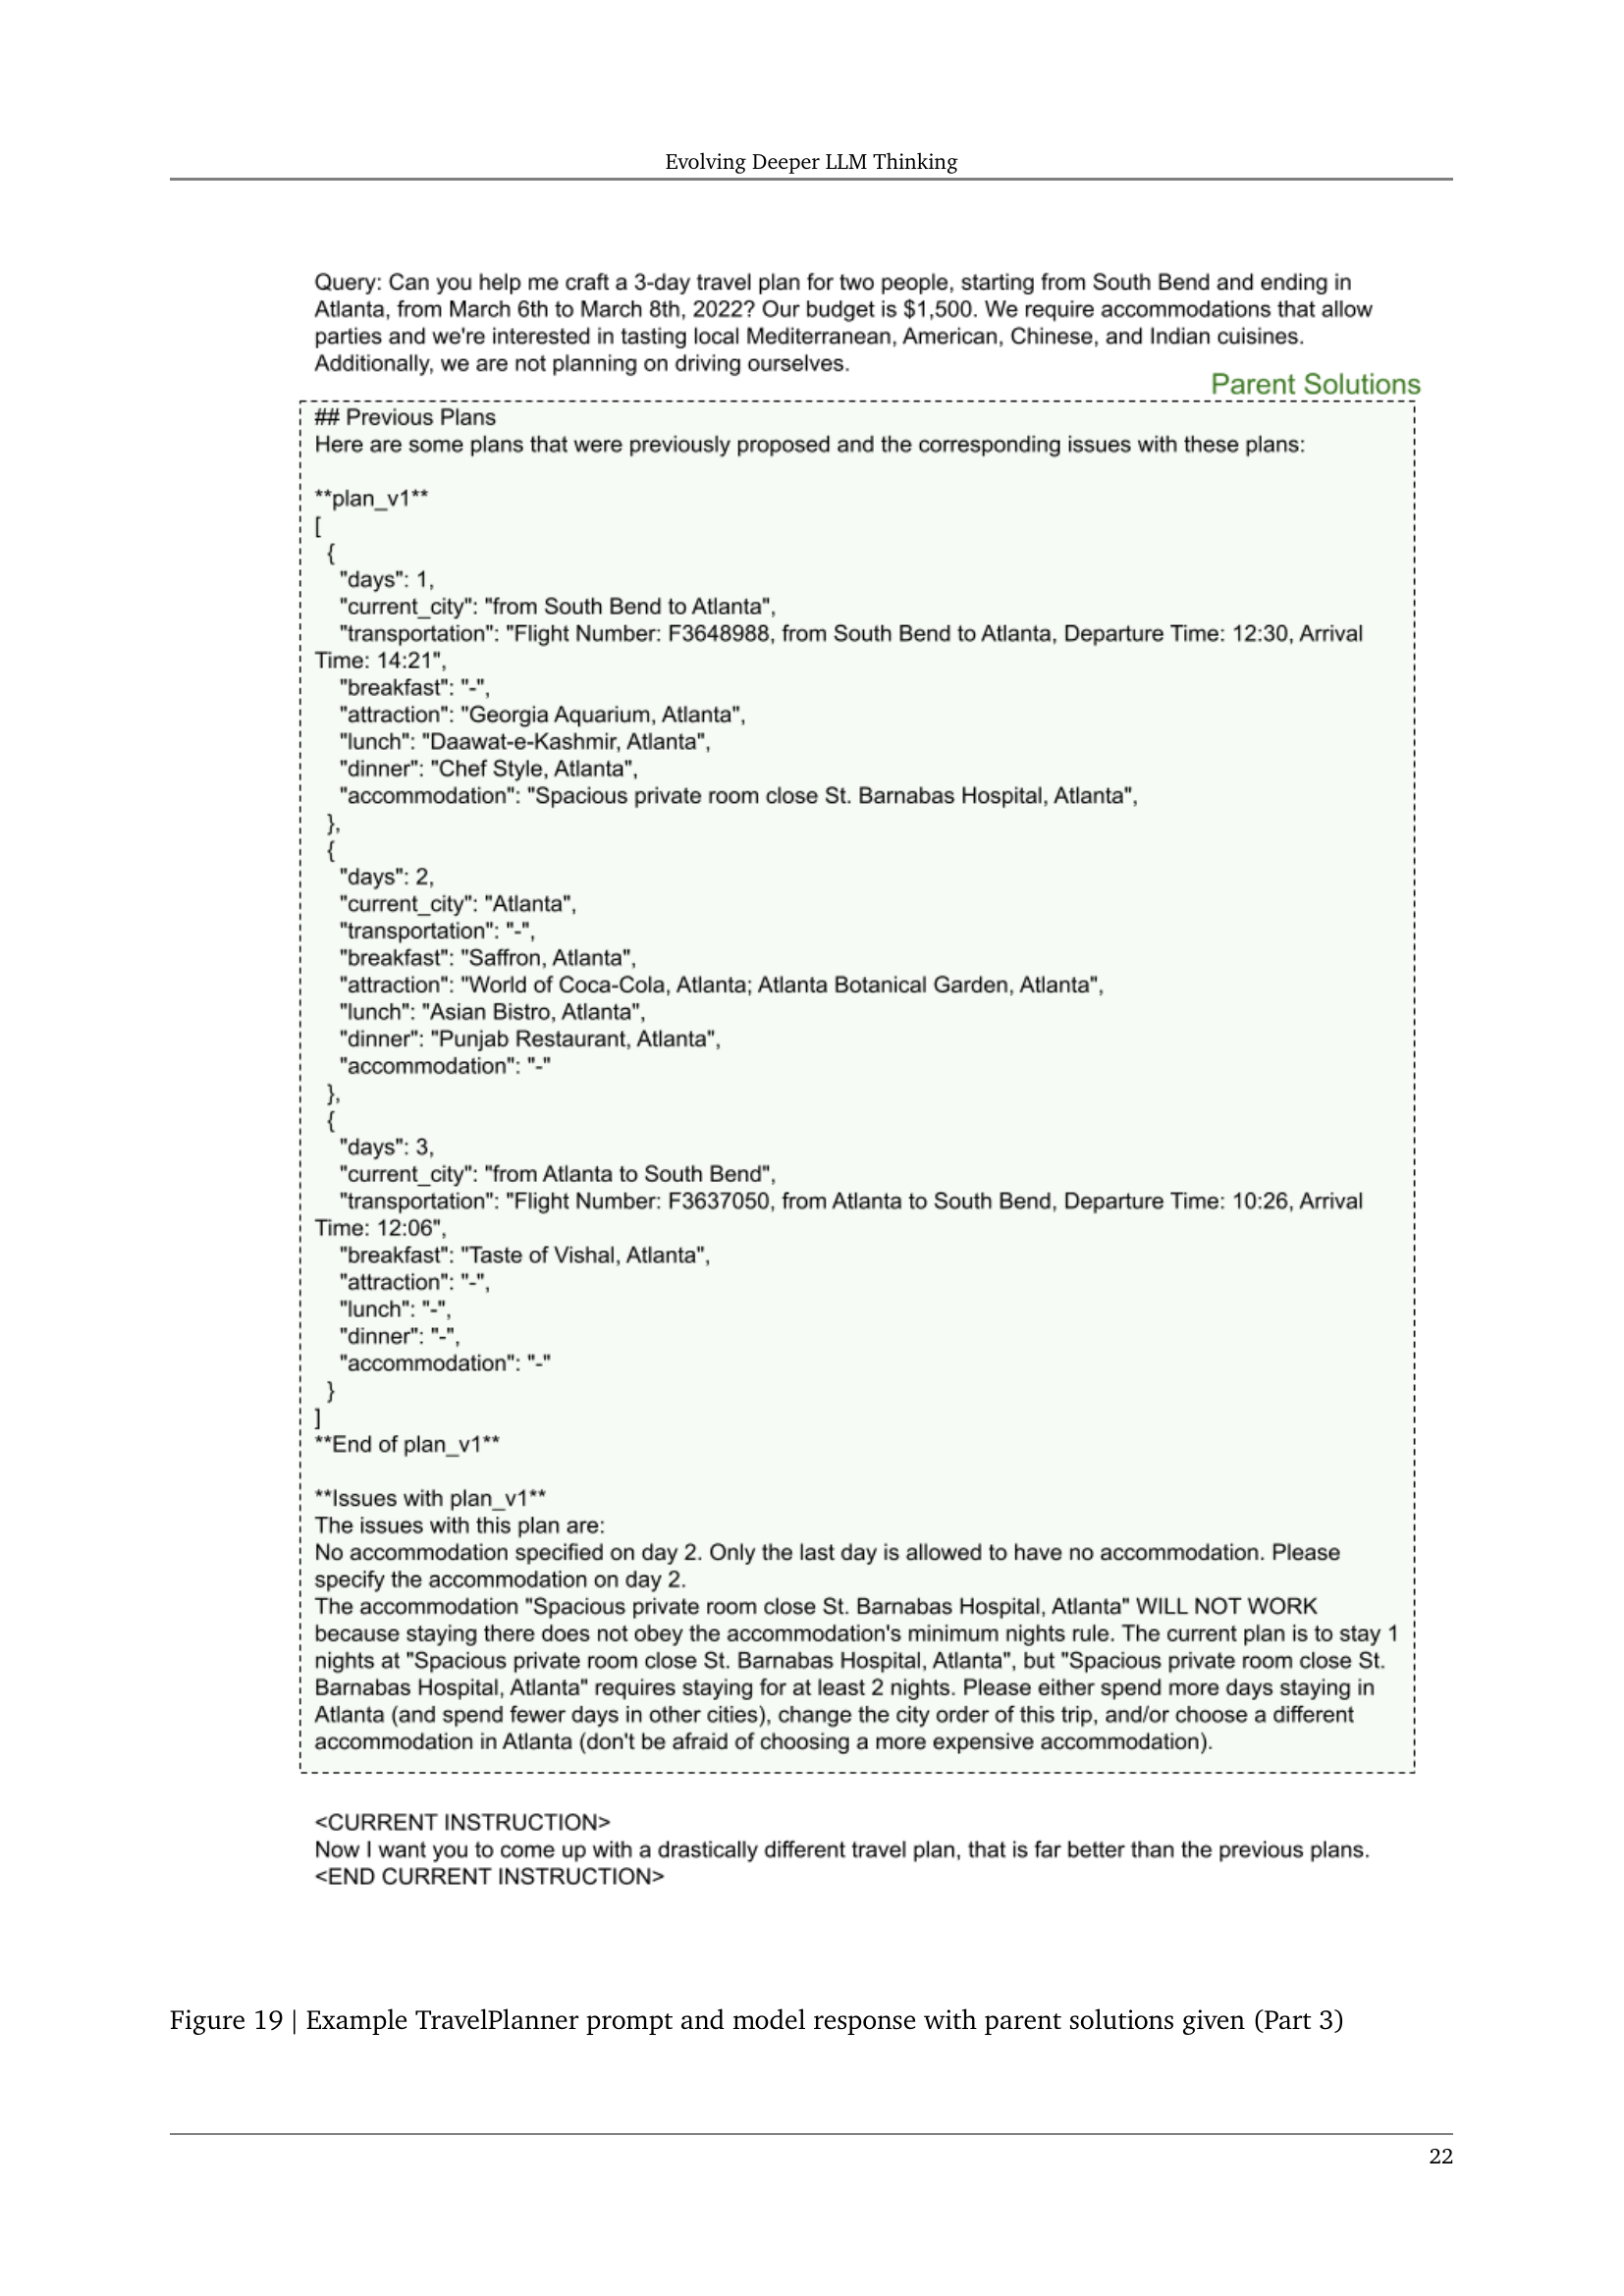 Evolving Deeper LLM Thinking
Query: Can you help me craft a 3-day travel plan for two people, starting from South Bend and ending in
Atlanta, from March 6th to March 8th, 2022? Our budget is $1,500. We require accommodations that allow
parties and we're interested in tasting local Mediterranean, American, Chinese, and Indian cuisines.
Additionally, we are not planning on driving ourselves.
Parent Solutions
## Previous Plans
Here are some plans that were previously proposed and the corresponding issues with these plans:
**plan_v1**
[
{
"days": 1,
"current_city": "from South Bend to Atlanta",
"transportation": "Flight Number: F3648988, from South Bend to Atlanta, Departure Time: 12:30, Arrival
Time: 14:21",
"breakfast": "-",
"attraction": "Georgia Aquarium, Atlanta",
"lunch": "Daawat-e-Kashmir, Atlanta",
"dinner": "Chef Style, Atlanta",
"accommodation": "Spacious private room close St. Barnabas Hospital, Atlanta",
},
{
"days": 2,
"current_city": "Atlanta",
"transportation": "-",
"breakfast": "Saffron, Atlanta",
"attraction": "World of Coca-Cola, Atlanta; Atlanta Botanical Garden, Atlanta",
"lunch": "Asian Bistro, Atlanta",
"dinner": "Punjab Restaurant, Atlanta",
"accommodation": "-"
},
{
"days": 3,
"current_city": "from Atlanta to South Bend",
"transportation": "Flight Number: F3637050, from Atlanta to South Bend, Departure Time: 10:26, Arrival
Time: 12:06",
"breakfast": "Taste of Vishal, Atlanta",
"attraction": "-",
"lunch": "-",
"dinner": "-",
"accommodation": "-"
}
]
**End of plan_v1**
**Issues with plan_v1**
The issues with this plan are:
No accommodation specified on day 2. Only the last day is allowed to have no accommodation. Please
specify the accommodation on day 2.
The accommodation "Spacious private room close St. Barnabas Hospital, Atlanta" WILL NOT WORK
because staying there does not obey the accommodation's minimum nights rule. The current plan is to stay 1
nights at "Spacious private room close St. Barnabas Hospital, Atlanta", but "Spacious private room close St.
Barnabas Hospital, Atlanta" requires staying for at least 2 nights. Please either spend more days staying in
Atlanta (and spend fewer days in other cities), change the city order of this trip, and/or choose a different
accommodation in Atlanta (don't be afraid of choosing a more expensive accommodation).
<CURRENT INSTRUCTION>
Now I want you to come up with a drastically different travel plan, that is far better than the previous plans.
<END CURRENT INSTRUCTION>
Figure 19 | Example TravelPlanner prompt and model response with parent solutions given (Part 3)
22